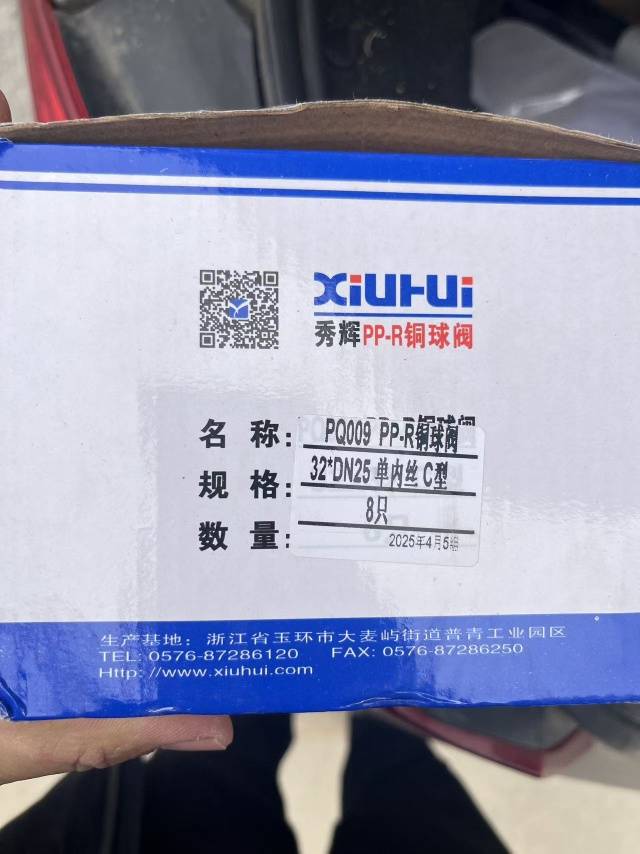 XiUHUi
秀辉PP-R铜球阀
名 称: PQ009 PP-R铜球阀
规 格: 32*DN25 单内丝 C型
数 量: 8只
2025年4月5组
生产基地: 浙江省玉环市大麦屿街道普青工业园区
TEL: 0576-87286120 FAX: 0576-87286250
Http: //www.xiuhui.com